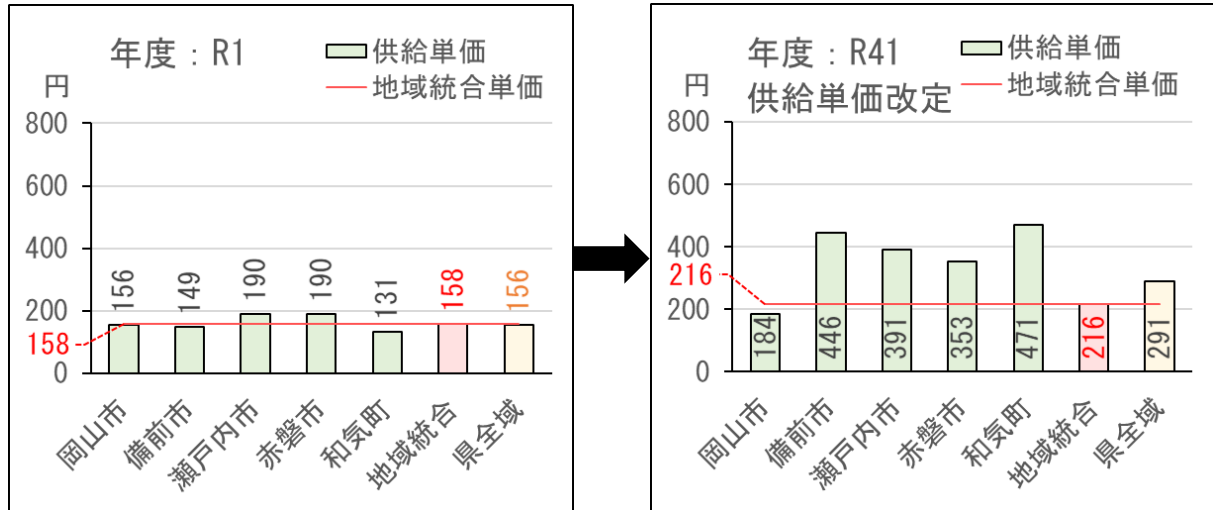 年度：R1
供給単価
地域統合単価
円
800
600
400
200
0
158
156
149
190
190
131
158
156
岡山市
備前市
瀬戸内市
赤磐市
和気町
地域統合
県全域
年度：R41
供給単価改定
供給単価
地域統合単価
円
800
600
400
200
0
216
184
446
391
353
471
216
291
岡山市
備前市
瀬戸内市
赤磐市
和気町
地域統合
県全域